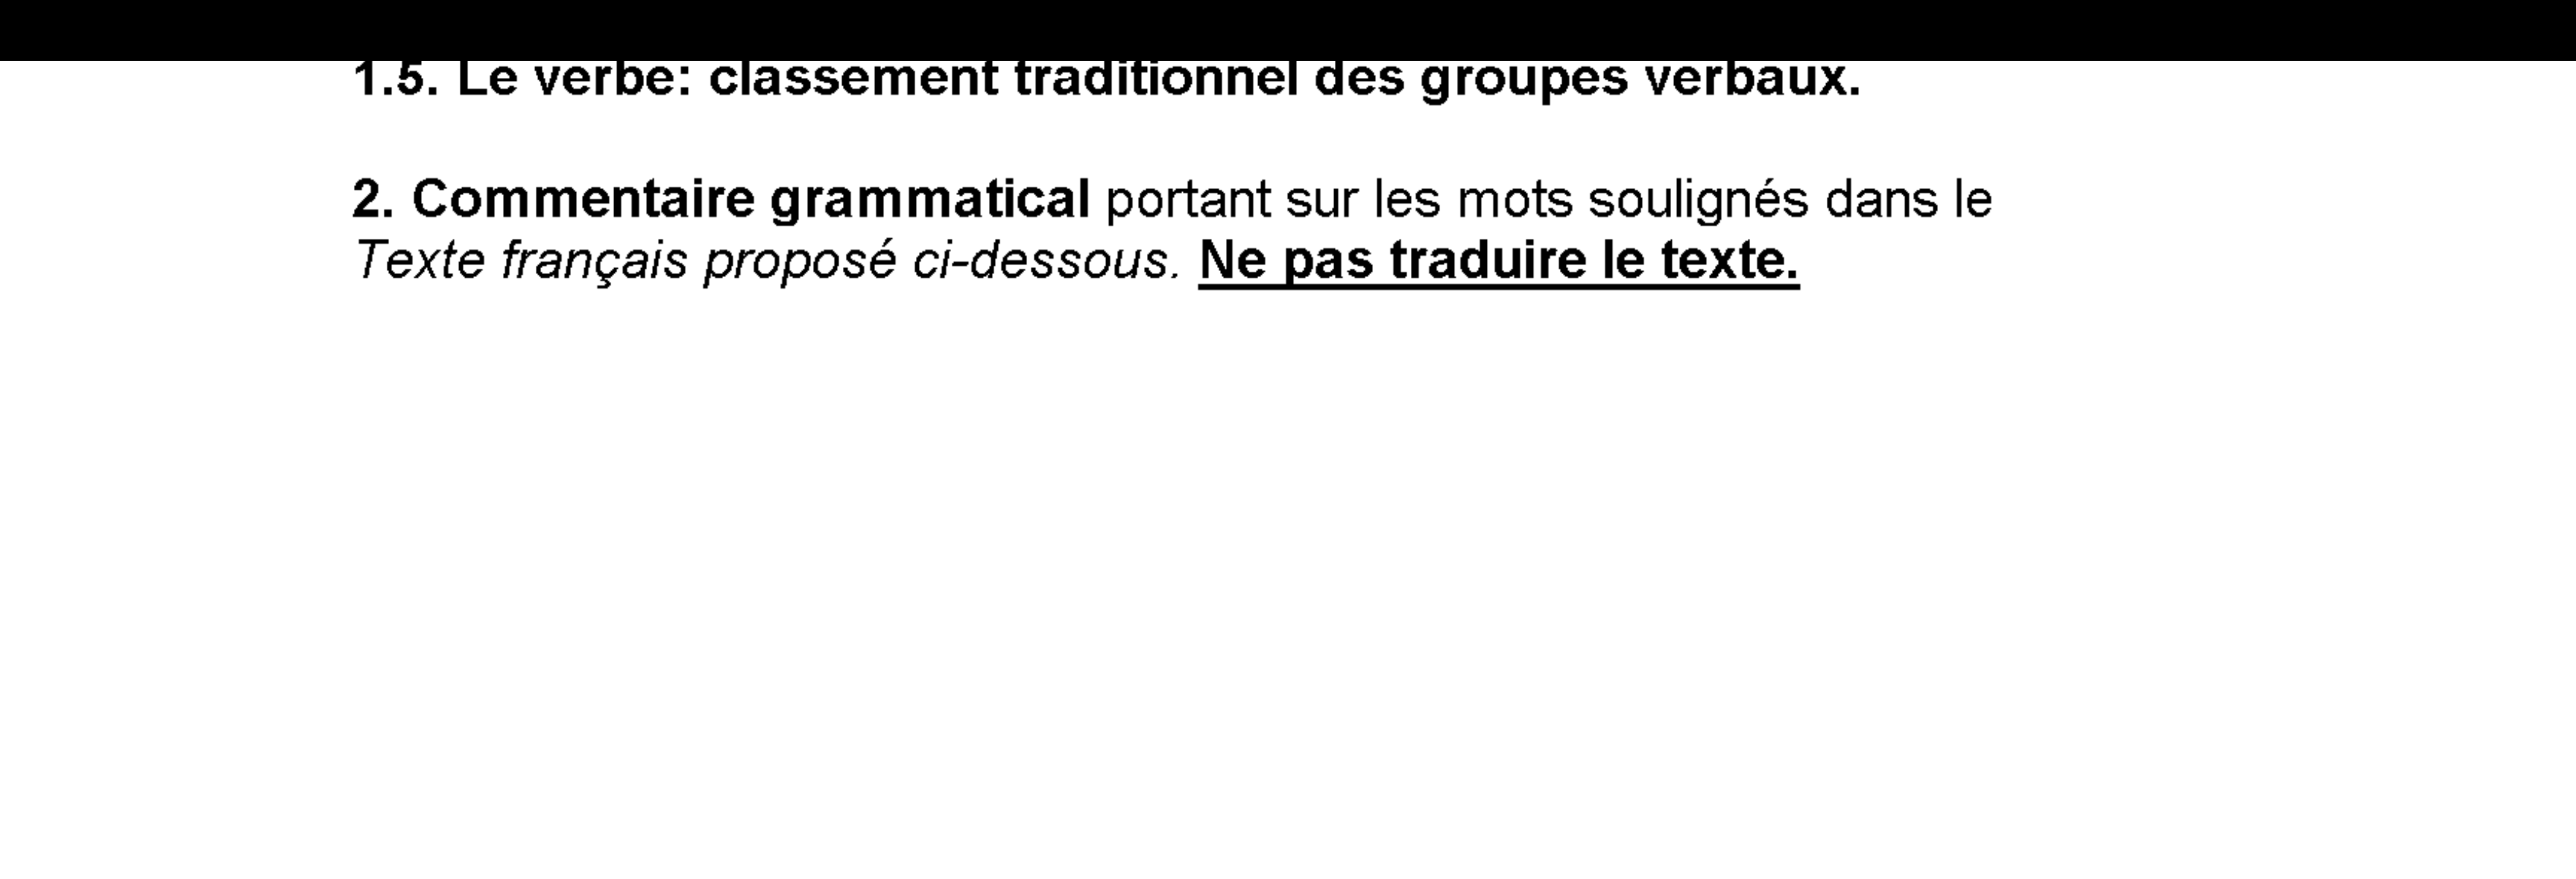 1.5. Le verbe: classement traditionnel des groupes verbaux.
2. Commentaire grammatical portant sur les mots soulignés dans le
Texte français proposé ci-dessous. Ne pas traduire le texte.